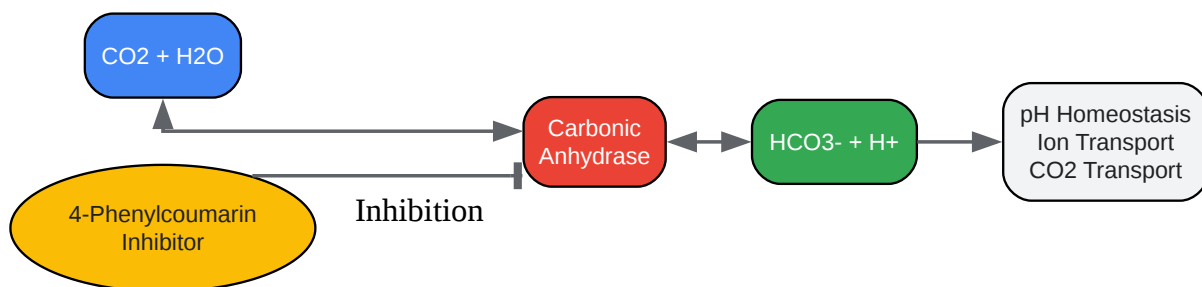 CO2 + H2O
Carbonic
Anhydrase
HCO3- + H+
pH Homeostasis
Ion Transport
CO2 Transport
4-Phenylcoumarin
Inhibitor
Inhibition